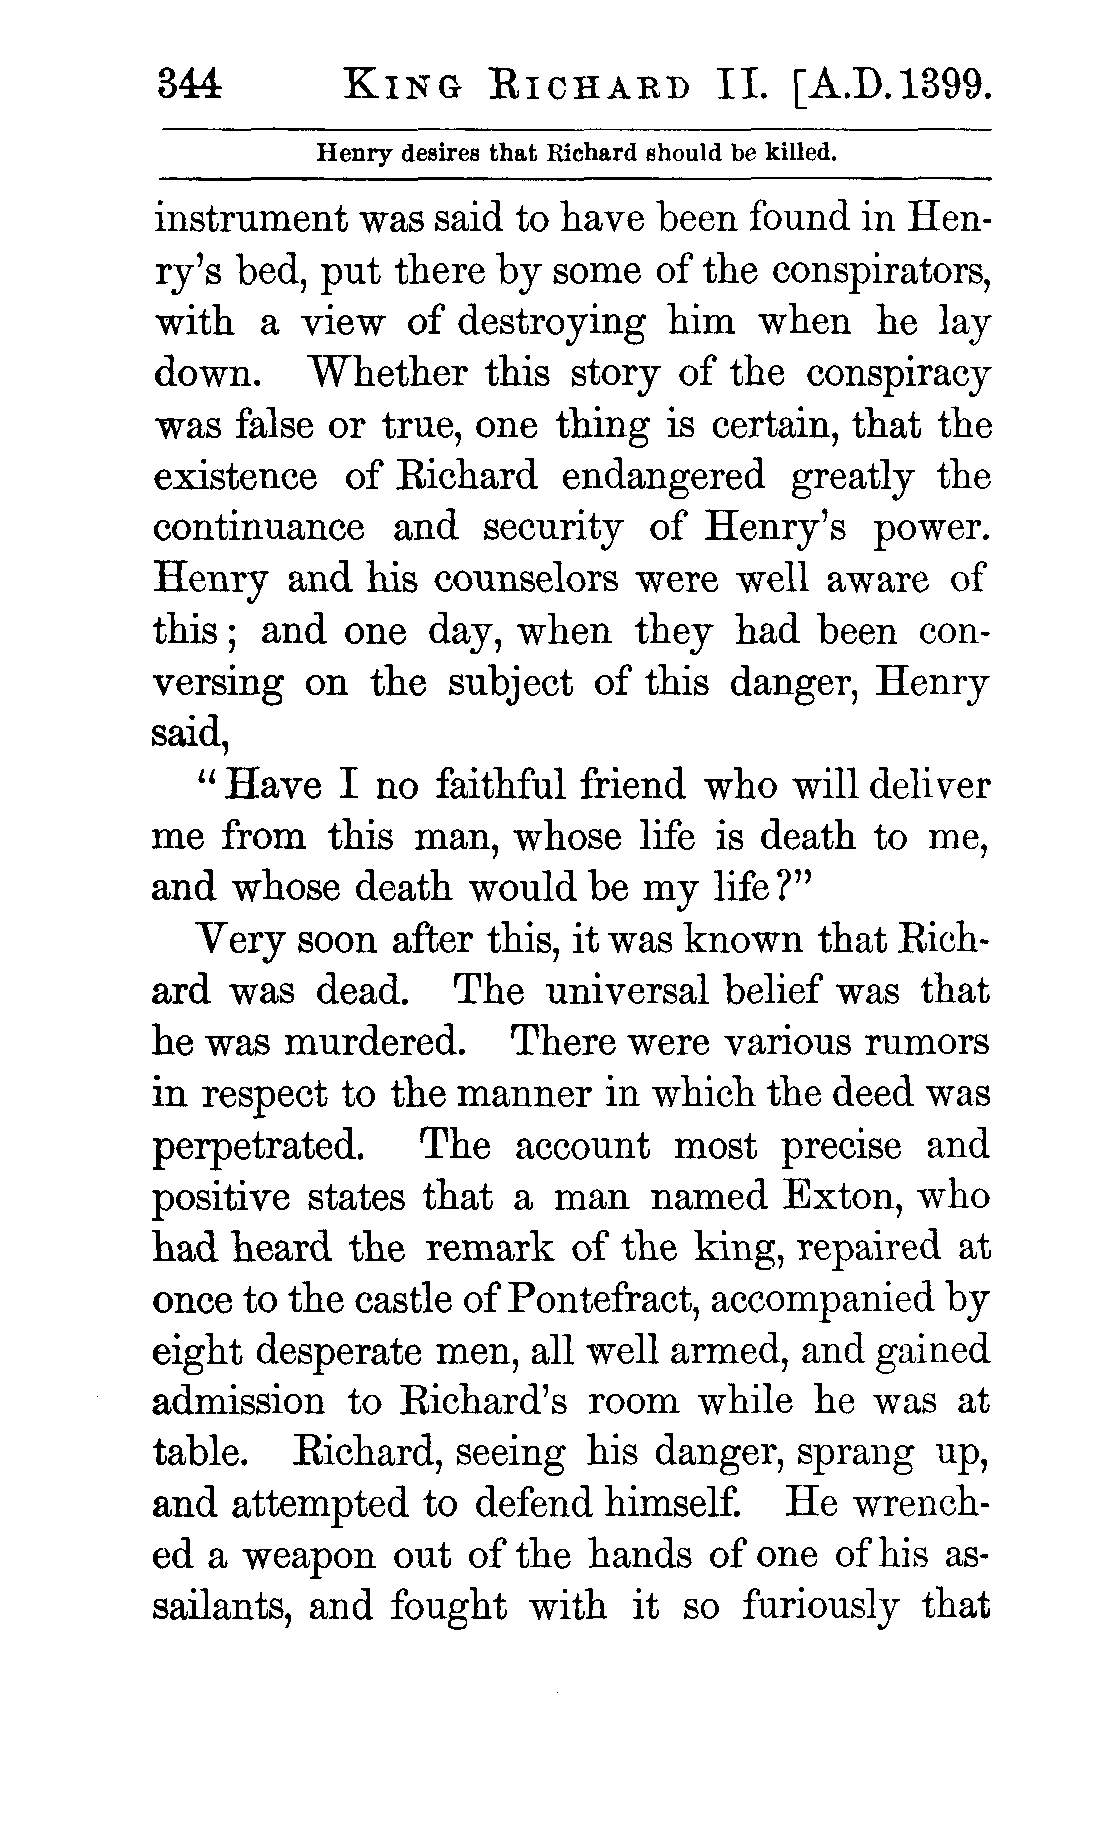 344 KING RICHARD II. [A.D. 1399.
Henry desires that Richard should be killed.
instrument was said to have been found in Hen-
ry's bed, put there by some of the conspirators,
with a view of destroying him when he lay
down. Whether this story of the conspiracy
was false or true, one thing is certain, that the
existence of Richard endangered greatly the
continuance and security of Henry's power.
Henry and his counselors were well aware of
this; and one day, when they had been con-
versing on the subject of this danger, Henry
said,
"Have I no faithful friend who will deliver
me from this man, whose life is death to me,
and whose death would be my life?"
Very soon after this, it was known that Rich-
ard was dead. The universal belief was that
he was murdered. There were various rumors
in respect to the manner in which the deed was
perpetrated. The account most precise and
positive states that a man named Exton, who
had heard the remark of the king, repaired at
once to the castle of Pontefract, accompanied by
eight desperate men, all well armed, and gained
admission to Richard's room while he was at
table. Richard, seeing his danger, sprang up,
and attempted to defend himself. He wrench-
ed a weapon out of the hands of one of his as-
sailants, and fought with it so furiously that